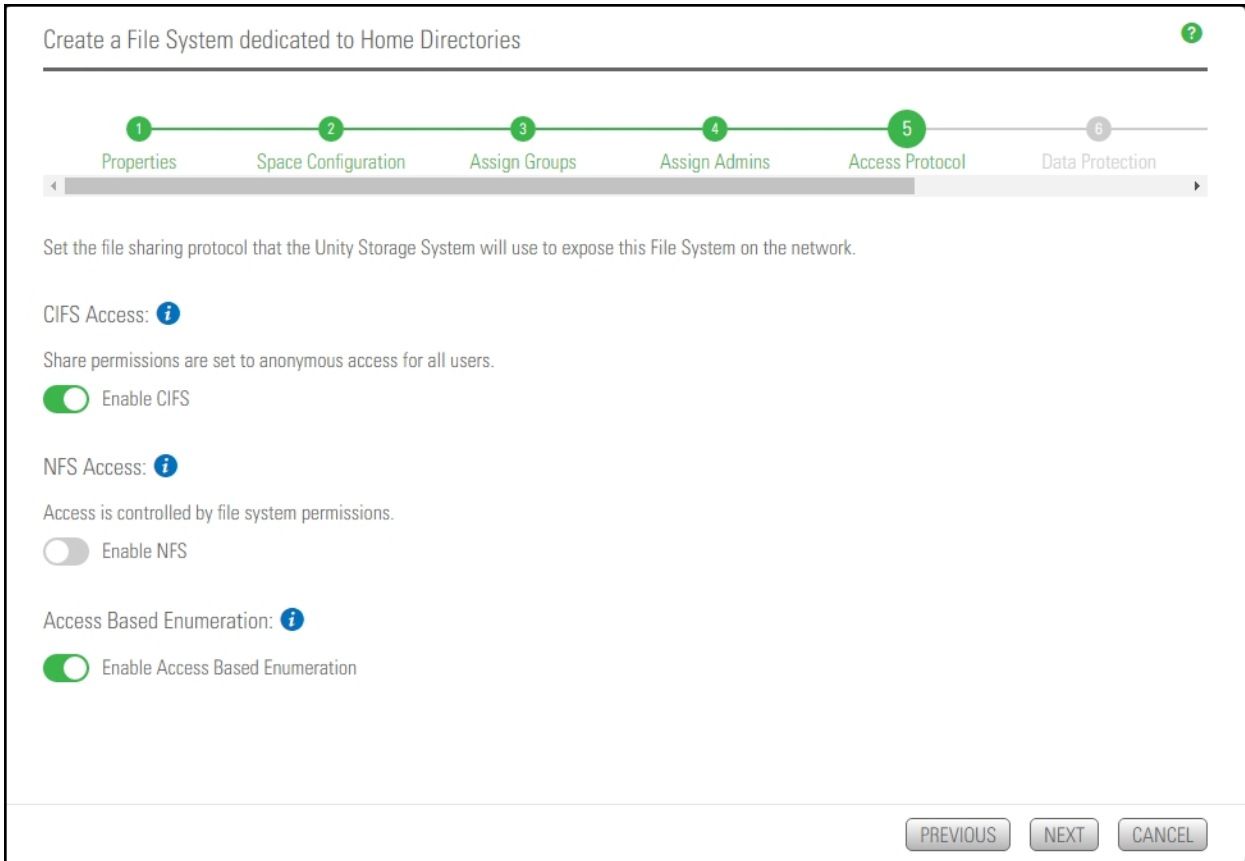 Create a File System dedicated to Home Directories
?
1 2 3 4 5 6
Properties Space Configuration Assign Groups Assign Admins Access Protocol Data Protection
Set the file sharing protocol that the Unity Storage System will use to expose this File System on the network.
CIFS Access: i
Share permissions are set to anonymous access for all users.
Enable CIFS
NFS Access: i
Access is controlled by file system permissions.
Enable NFS
Access Based Enumeration: i
Enable Access Based Enumeration
PREVIOUS NEXT CANCEL